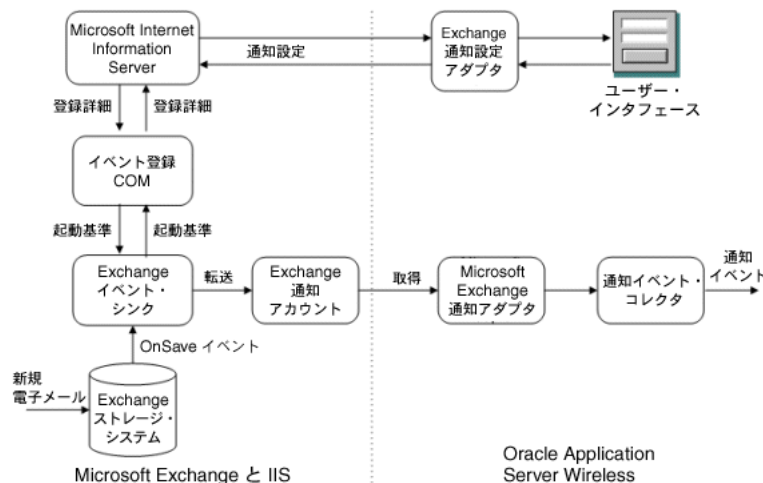 Microsoft Internet
Information
Server
通知設定
Exchange
通知設定
アダプタ
ユーザー・
インタフェース
登録詳細
登録詳細
イベント登録
COM
起動基準
起動基準
Exchange
イベント・
シンク
転送
Exchange
通知
アカウント
取得
Microsoft
Exchange
通知アダプタ
通知イベント・
コレクタ
通知
イベント
OnSave イベント
新規
電子メール
Exchange
ストレージ・
システム
Microsoft Exchange と IIS
Oracle Application
Server Wireless